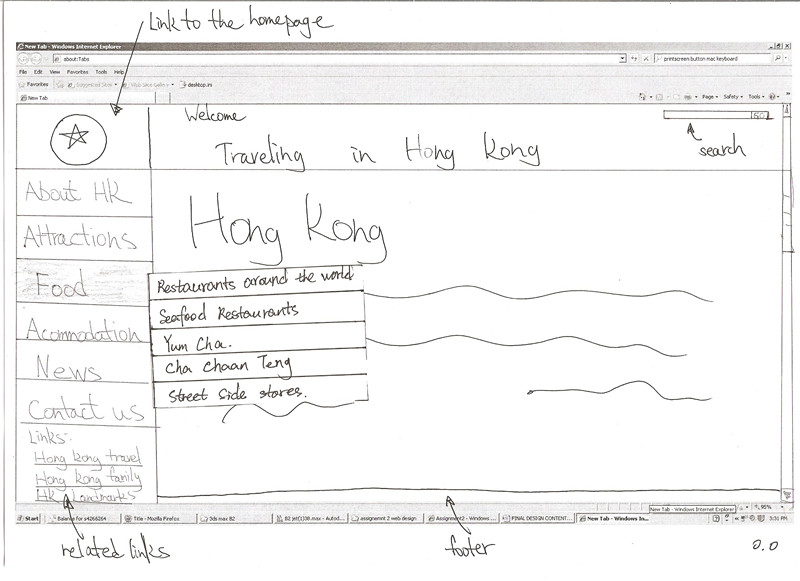 Link to the homepage
New Tab - Windows Internet Explorer
about:Tabs
printscreen button mac keyboard
File Edit View Favorites Tools Help
Favorites Suggested Sites Web Slice Gallery desktop.ini
New Tab
Page Safety Tools
Welcome
GO
Traveling in Hong Kong
search
About HK
Attractions
Food
Acommodation
News
Contact us
Links:
Hong Kong travel
Hong Kong family
HK Landmarks
Hong Kong
Restaurants around the world
Seafood Restaurants
Yum Cha.
Cha Chaan Teng
Street Side stores.
New Tab - Windows Internet Explorer
95%
Start
Balance for s4266264
Title - Mozilla Firefox
3ds max BZ
assignemnt 2 web design
Assignment2 - Windows ...
FINAL DESIGN CONTENT...
New Tab - Windows In...
3:31 PM
related links
footer
0.0